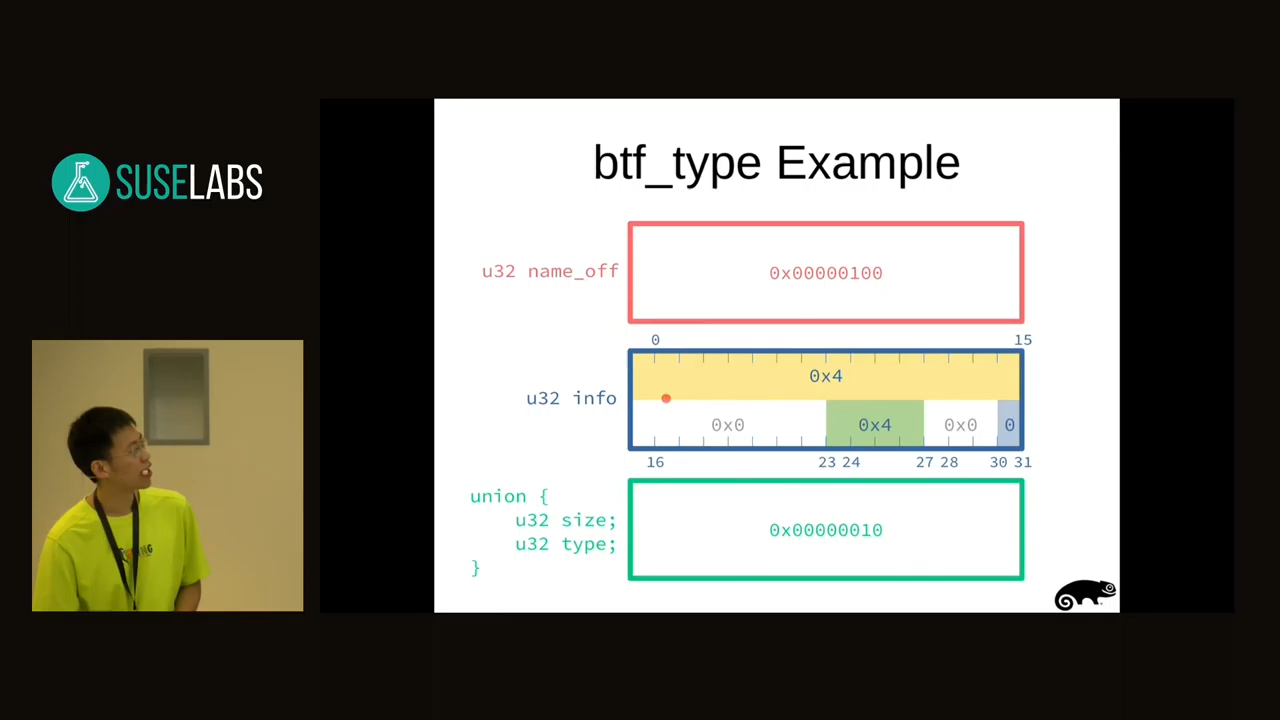 SUSELABS
btf_type Example
u32 name_off
0x00000100
0 15
u32 info
0x4
0x0 0x4 0x0 0
16 23 24 27 28 30 31
union {
u32 size;
u32 type;
}
0x00000010